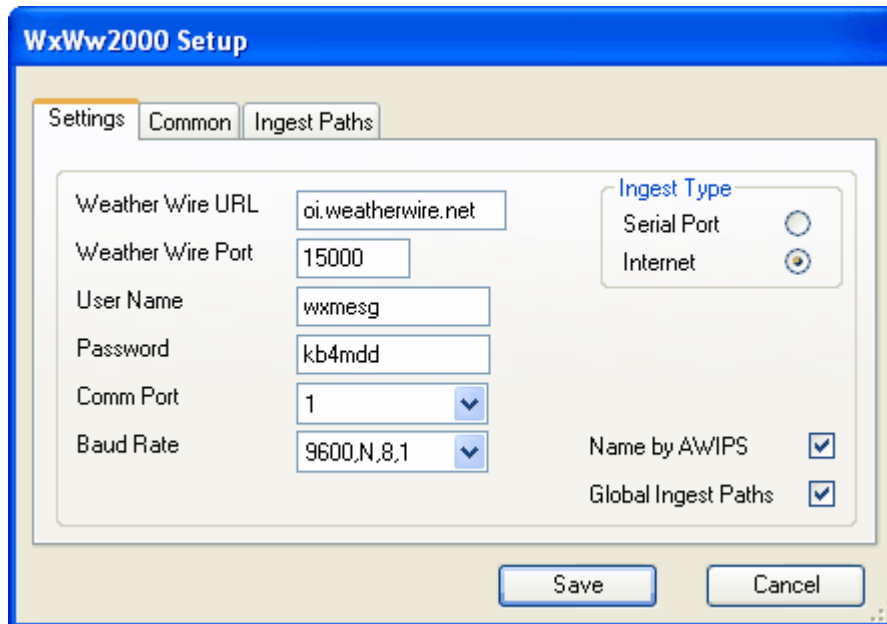 WxWw2000 Setup
Settings
Common
Ingest Paths
Weather Wire URL
oi.weatherwire.net
Weather Wire Port
15000
User Name
wxmesg
Password
kb4mdd
Comm Port
1
Baud Rate
9600,N,8,1
Ingest Type
Serial Port
Internet
Name by AWIPS
Global Ingest Paths
Save
Cancel